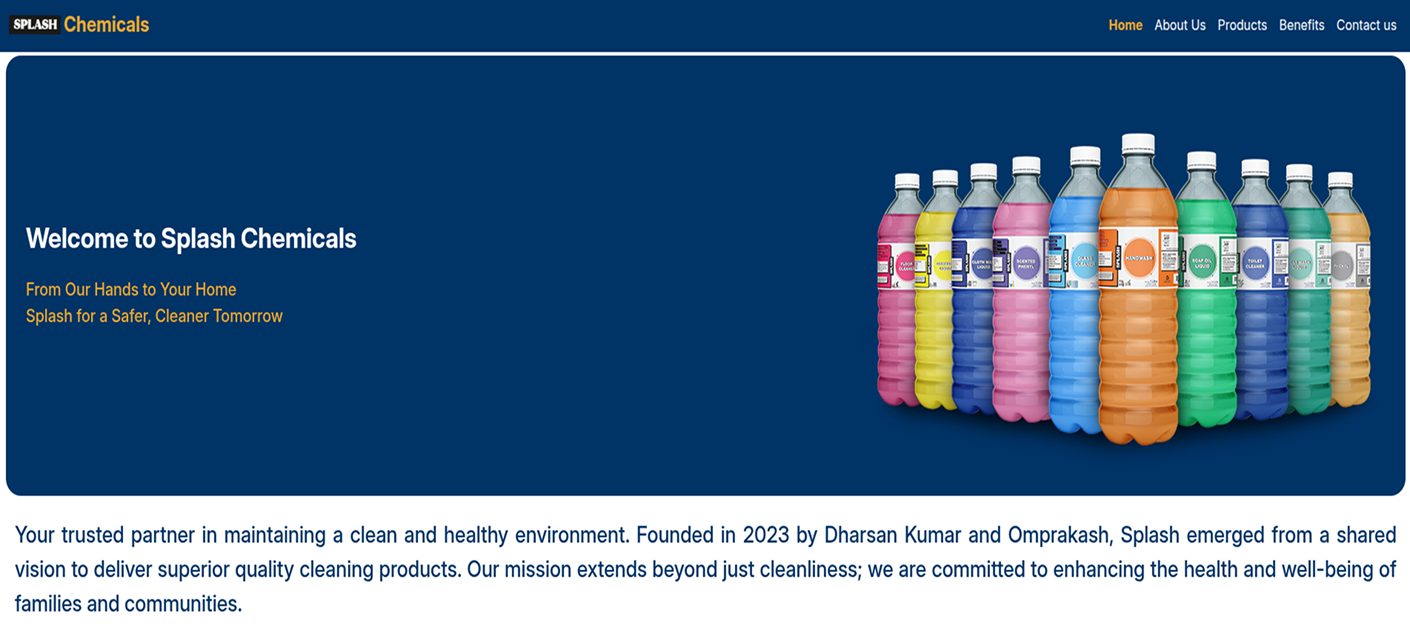 SPLASH Chemicals
Home About Us Products Benefits Contact us
Welcome to Splash Chemicals
From Our Hands to Your Home
Splash for a Safer, Cleaner Tomorrow
SCENTED
PHENYL
GLASS
CLEANER
HANDWASH
SOAP OIL
LIQUID
TOILET
CLEANER
Your trusted partner in maintaining a clean and healthy environment. Founded in 2023 by Dharsan Kumar and Omprakash, Splash emerged from a shared
vision to deliver superior quality cleaning products. Our mission extends beyond just cleanliness; we are committed to enhancing the health and well-being of
families and communities.